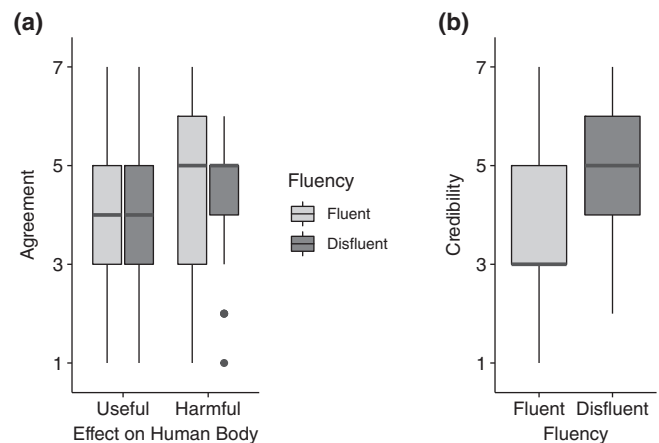 (a)
7
5
3
1
Agreement
Useful
Harmful
Effect on Human Body
Fluency
Fluent
Disfluent
(b)
7
5
3
1
Credibility
Fluent
Disfluent
Fluency